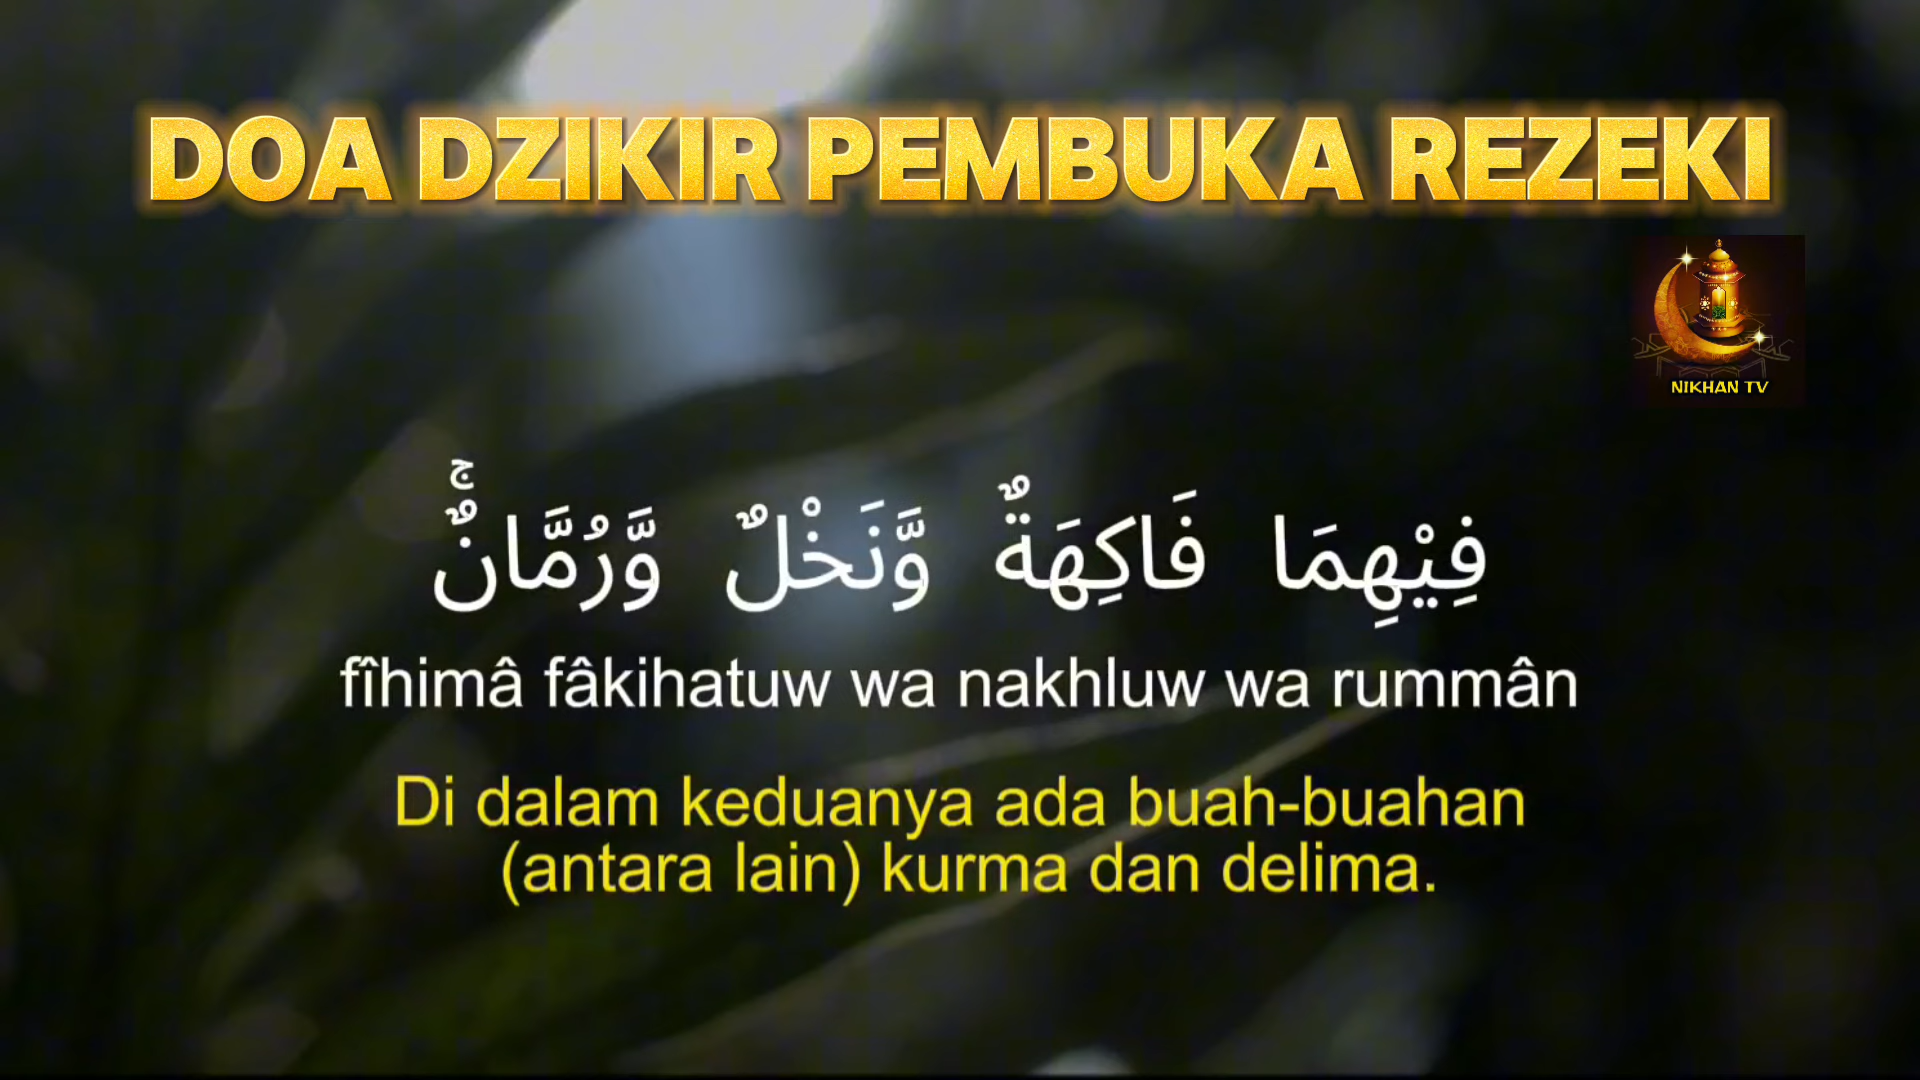 DOA DZIKIR PEMBUKA REZEKI
NIKHAN TV
فِيْهِمَا فَاكِهَةٌ وَّنَخْلٌ وَّرُمَّانٌۚ
fîhimâ fâkihatuw wa nakhluw wa rummân
Di dalam keduanya ada buah-buahan
(antara lain) kurma dan delima.